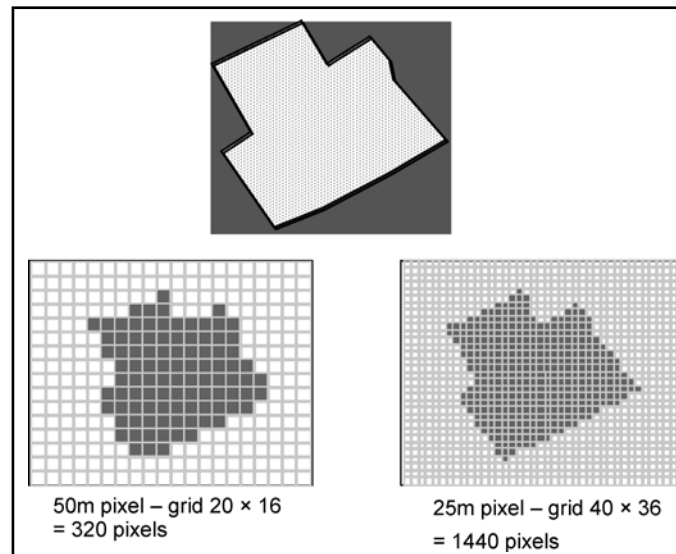 50m pixel – grid 20 × 16
= 320 pixels
25m pixel – grid 40 × 36
= 1440 pixels